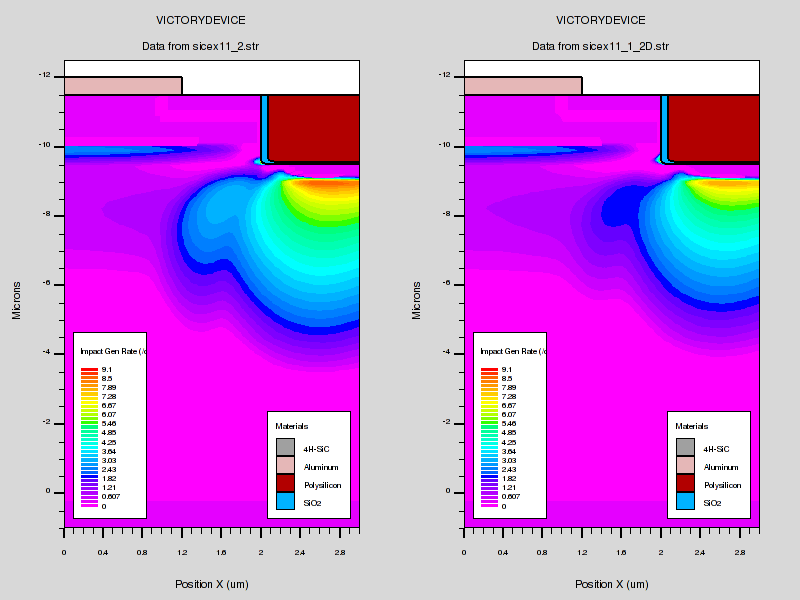 VICTORYDEVICE
Data from sicex11_2.str
-12
-10
-8
-6
-4
-2
0
Microns
Impact Gen Rate (/c
9.1
8.5
7.89
7.28
6.67
6.07
5.46
4.85
4.25
3.64
3.03
2.43
1.82
1.21
0.607
0
Materials
4H-SiC
Aluminum
Polysilicon
SiO2
0 0.4 0.8 1.2 1.6 2 2.4 2.8
Position X (um)
VICTORYDEVICE
Data from sicex11_1_2D.str
-12
-10
-8
-6
-4
-2
0
Microns
Impact Gen Rate (/c
9.1
8.5
7.89
7.28
6.67
6.07
5.46
4.85
4.25
3.64
3.03
2.43
1.82
1.21
0.607
0
Materials
4H-SiC
Aluminum
Polysilicon
SiO2
0 0.4 0.8 1.2 1.6 2 2.4 2.8
Position X (um)